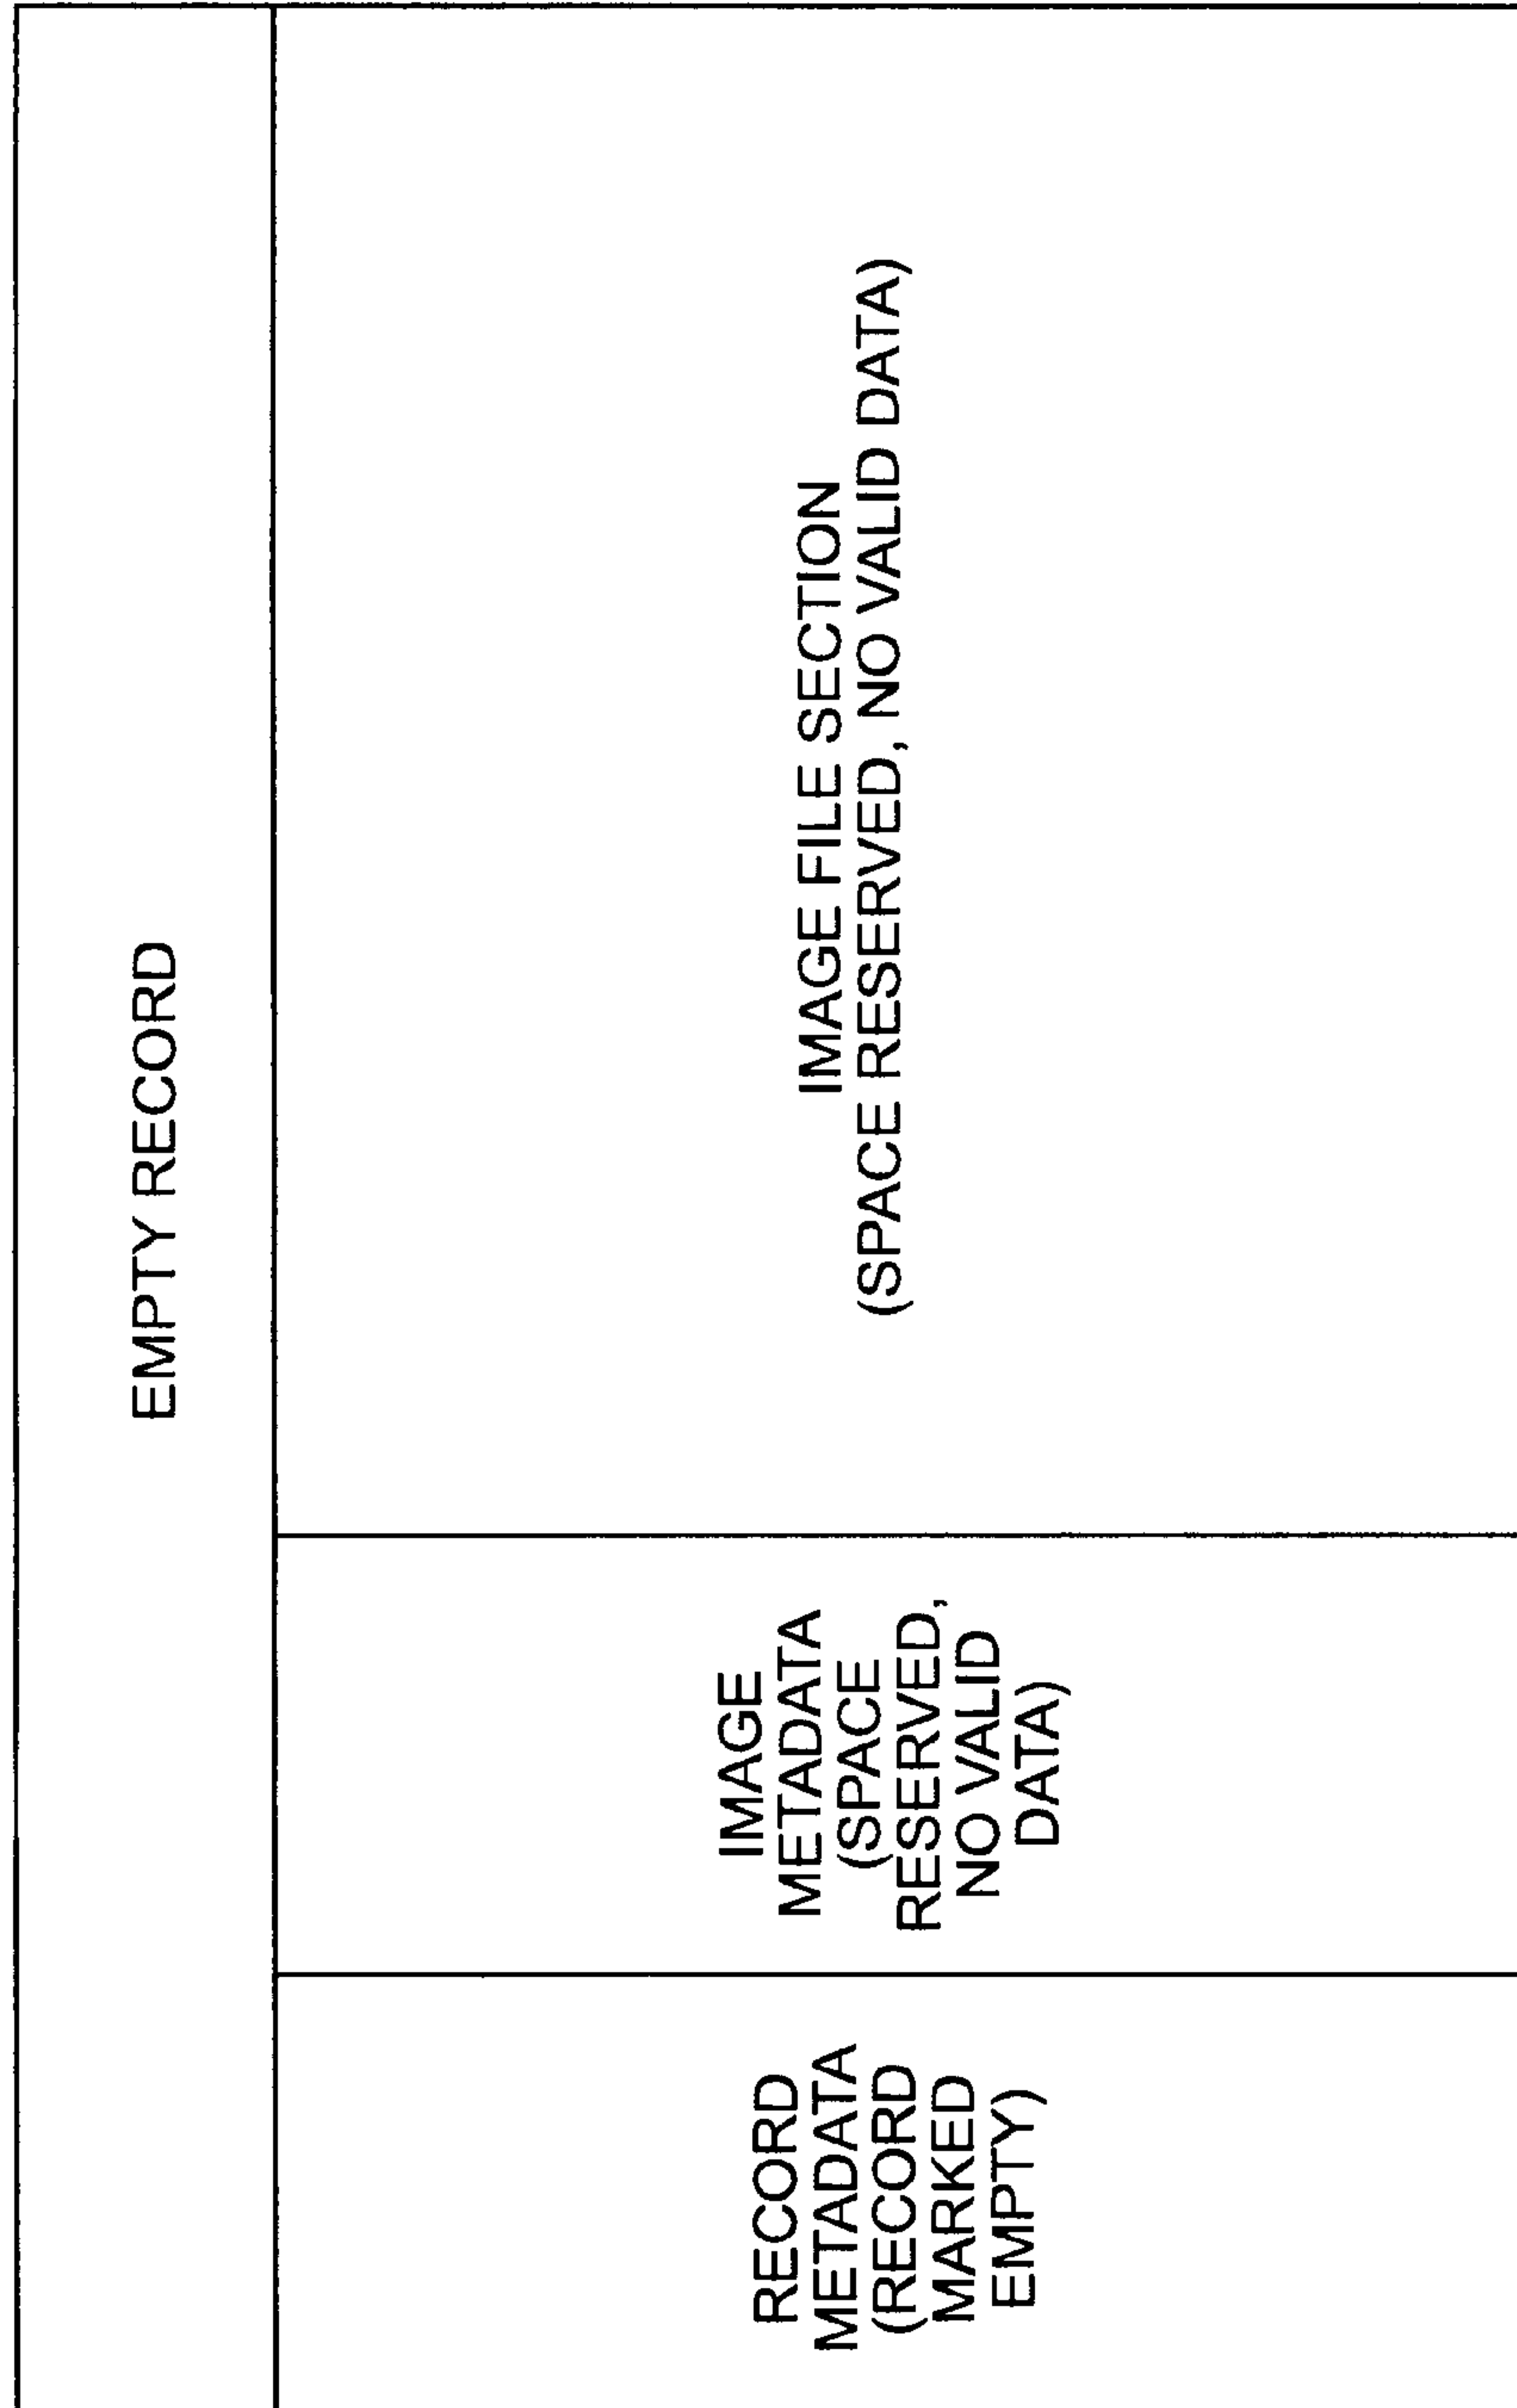 EMPTY RECORD
RECORD
METADATA
(RECORD
MARKED
EMPTY)
IMAGE
METADATA
(SPACE
RESERVED,
NO VALID
DATA)
IMAGE FILE SECTION
(SPACE RESERVED, NO VALID DATA)